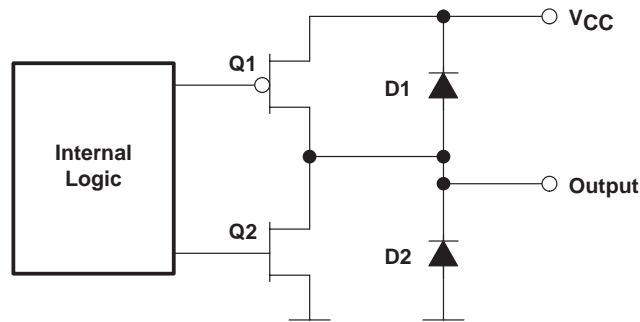 VCC
Q1
D1
Internal
Logic
Output
Q2
D2